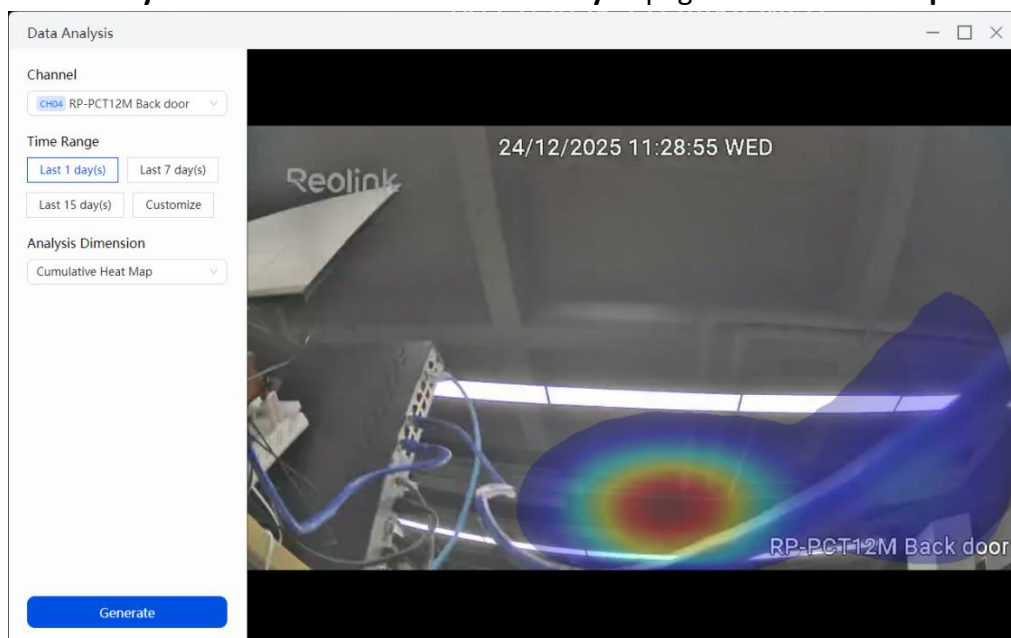 Data Analysis
Channel
CH04 RP-PCT12M Back door
Time Range
Last 1 day(s)
Last 7 day(s)
Last 15 day(s)
Customize
Analysis Dimension
Cumulative Heat Map
Generate
24/12/2025 11:28:55 WED
Reolink
RP-PCT12M Back door